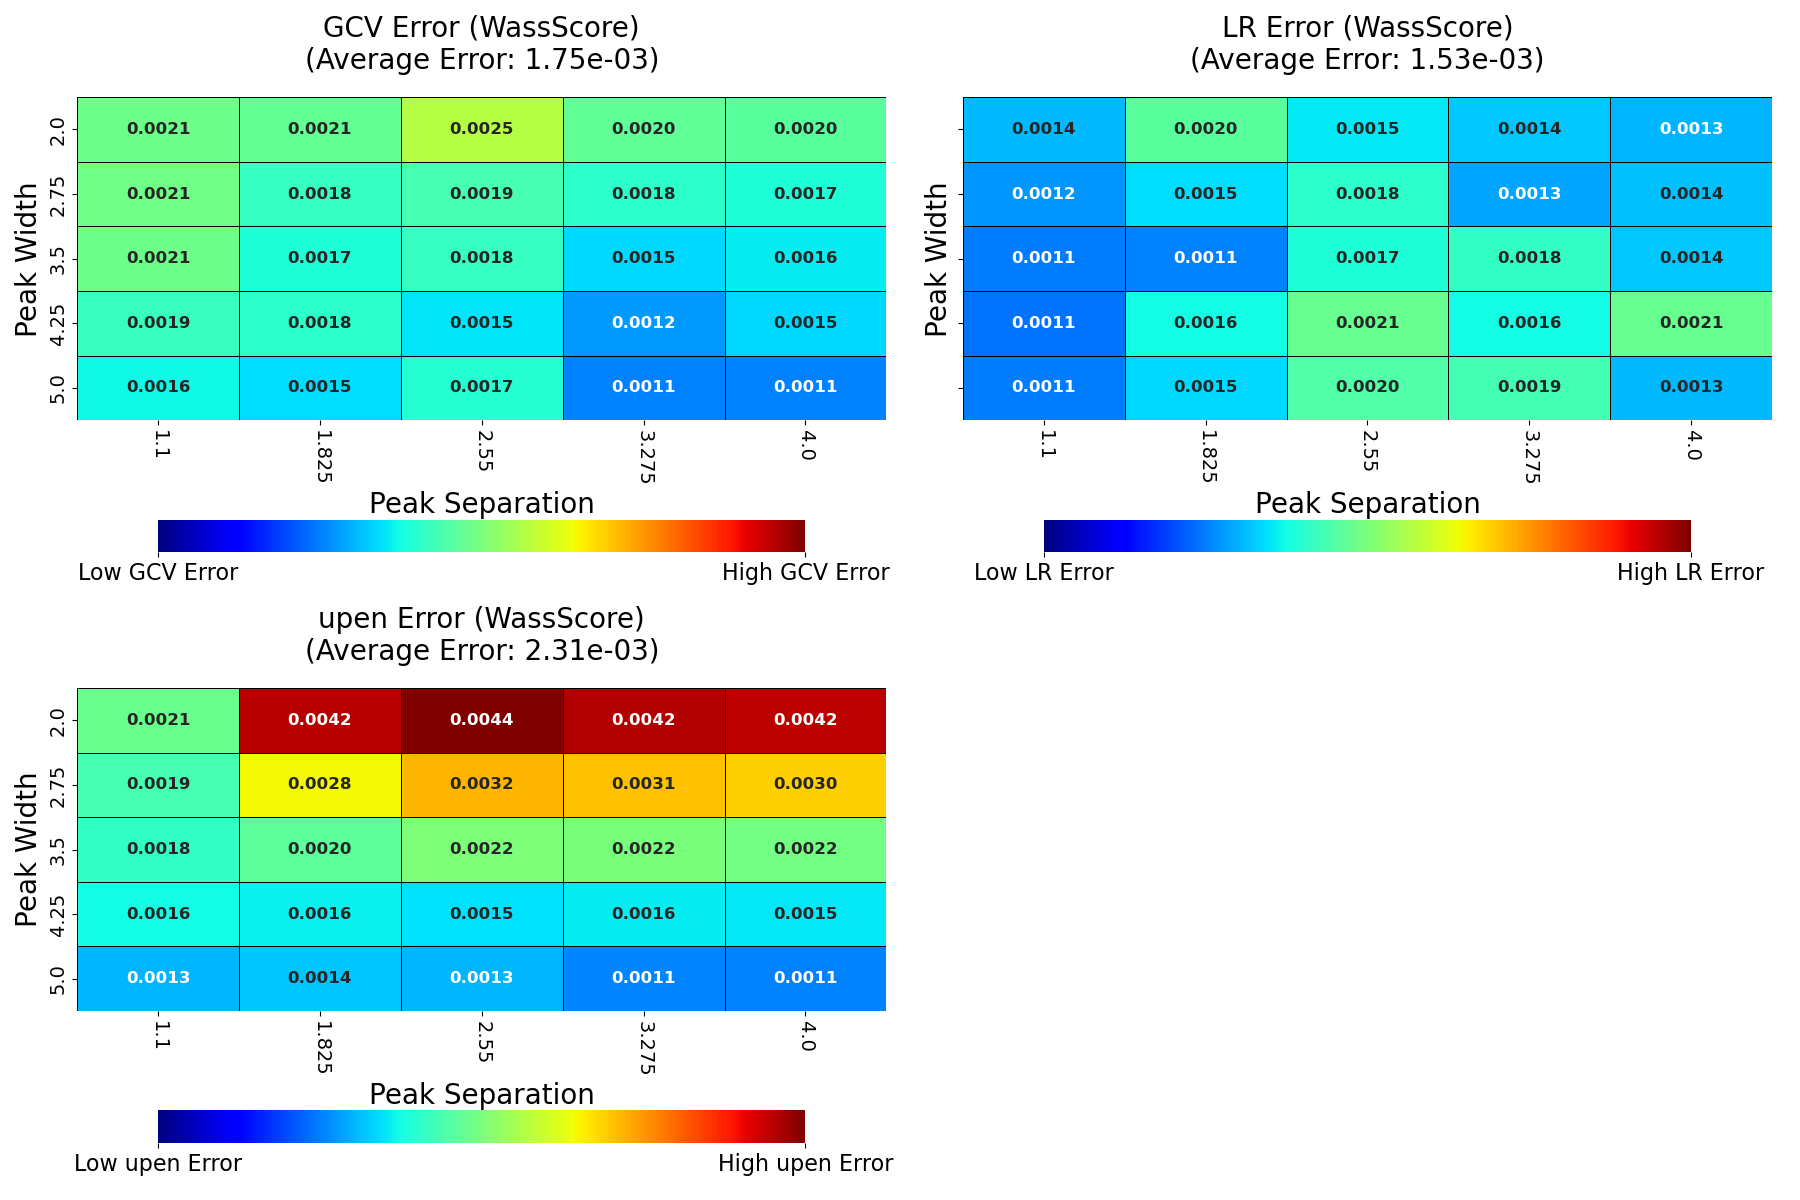 GCV Error (WassScore)
(Average Error: 1.75e-03)
Peak Width
2.0 0.0021 0.0021 0.0025 0.0020 0.0020
2.75 0.0021 0.0018 0.0019 0.0018 0.0017
3.5 0.0021 0.0017 0.0018 0.0015 0.0016
4.25 0.0019 0.0018 0.0015 0.0012 0.0015
5.0 0.0016 0.0015 0.0017 0.0011 0.0011
1.1 1.825 2.55 3.275 4.0
Peak Separation
Low GCV Error High GCV Error
LR Error (WassScore)
(Average Error: 1.53e-03)
Peak Width
0.0014 0.0020 0.0015 0.0014 0.0013
0.0012 0.0015 0.0018 0.0013 0.0014
0.0011 0.0011 0.0017 0.0018 0.0014
0.0011 0.0016 0.0021 0.0016 0.0021
0.0011 0.0015 0.0020 0.0019 0.0013
1.1 1.825 2.55 3.275 4.0
Peak Separation
Low LR Error High LR Error
upen Error (WassScore)
(Average Error: 2.31e-03)
Peak Width
2.0 0.0021 0.0042 0.0044 0.0042 0.0042
2.75 0.0019 0.0028 0.0032 0.0031 0.0030
3.5 0.0018 0.0020 0.0022 0.0022 0.0022
4.25 0.0016 0.0016 0.0015 0.0016 0.0015
5.0 0.0013 0.0014 0.0013 0.0011 0.0011
1.1 1.825 2.55 3.275 4.0
Peak Separation
Low upen Error High upen Error